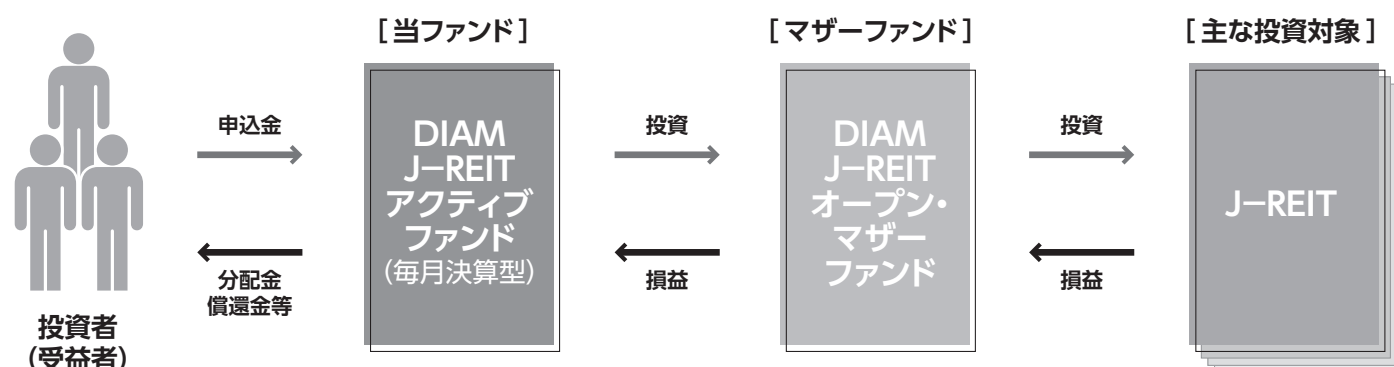 [当ファンド]
[マザーファンド]
[主な投資対象]
申込金
分配金
償還金等
投資者
(受益者)
DIAM
J−REIT
アクティブ
ファンド
(毎月決算型)
投資
損益
DIAM
J−REIT
オープン・
マザー
ファンド
投資
損益
J−REIT